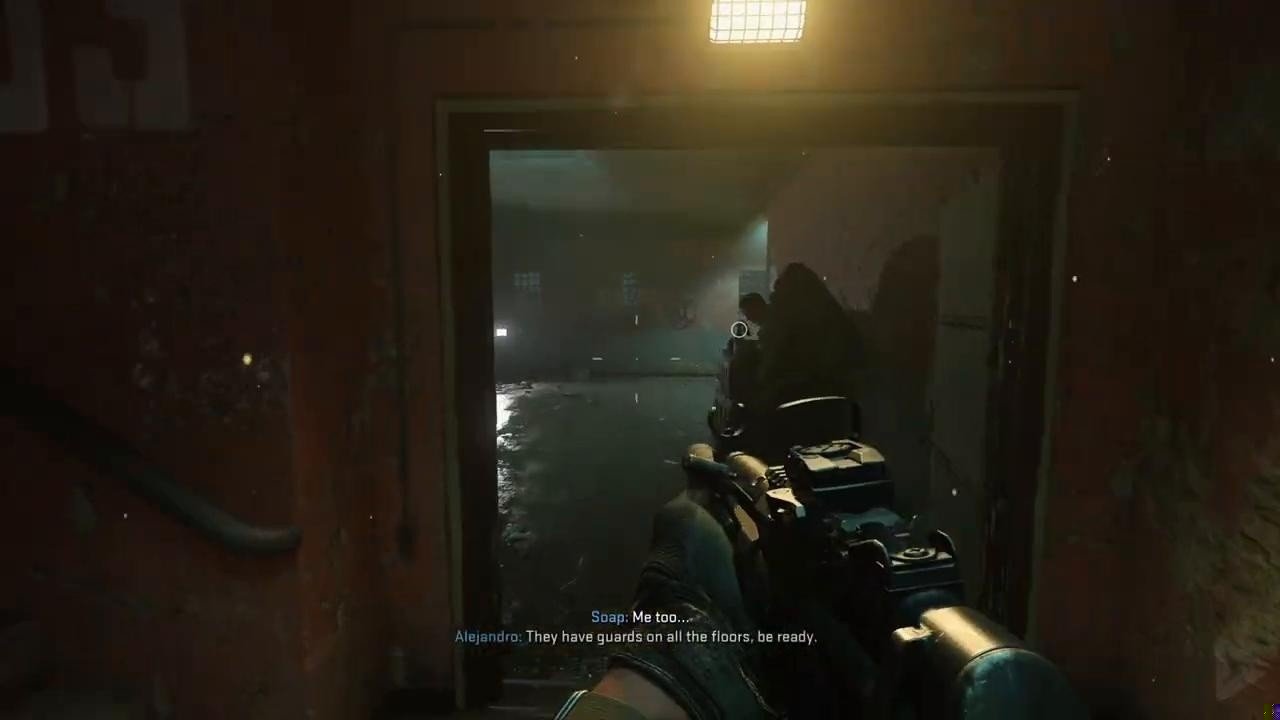 Soap: Me too...
Alejandro: They have guards on all the floors, be ready.